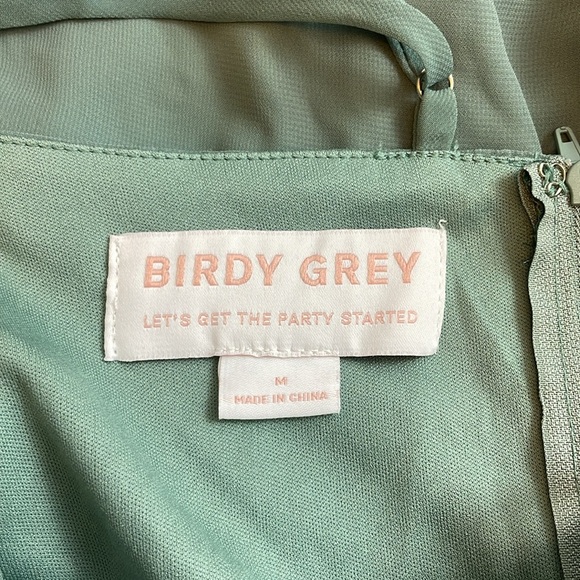 BIRDY GREY
LET'S GET THE PARTY STARTED
M
MADE IN CHINA